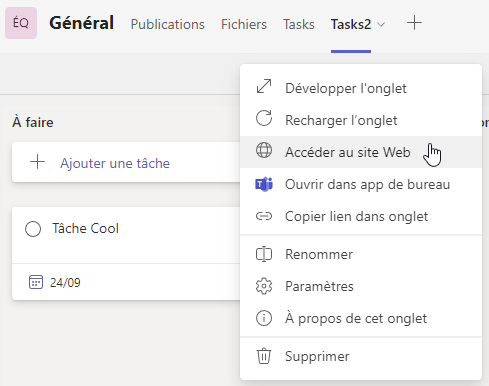 ÉQ Général Publications Fichiers Tasks Tasks2
Développer l'onglet
À faire
Recharger l'onglet
Ajouter une tâche
Accéder au site Web
Ouvrir dans app de bureau
Tâche Cool
Copier lien dans onglet
Renommer
24/09
Paramètres
À propos de cet onglet
Supprimer